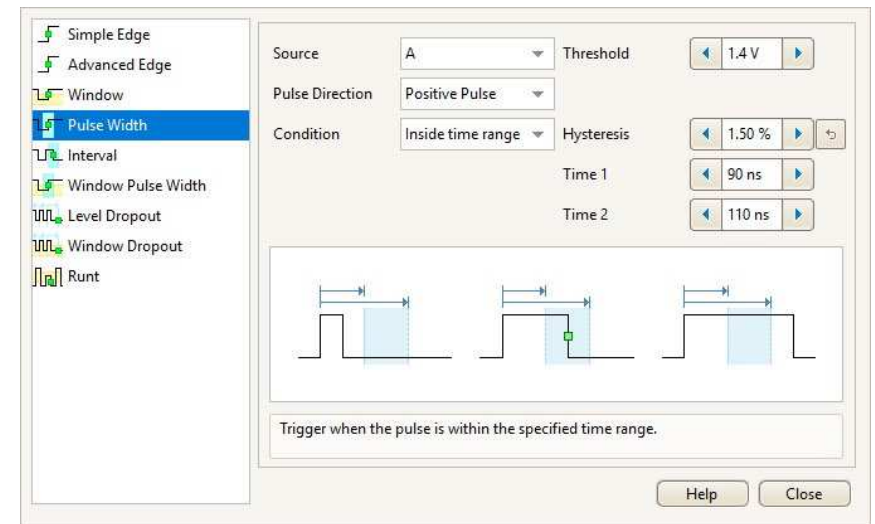 Simple Edge
Advanced Edge
Window
Pulse Width
Interval
Window Pulse Width
Level Dropout
Window Dropout
Runt
Source A Threshold 1.4 V
Pulse Direction Positive Pulse
Condition Inside time range Hysteresis 1.50 %
Time 1 90 ns
Time 2 110 ns
Trigger when the pulse is within the specified time range.
Help Close